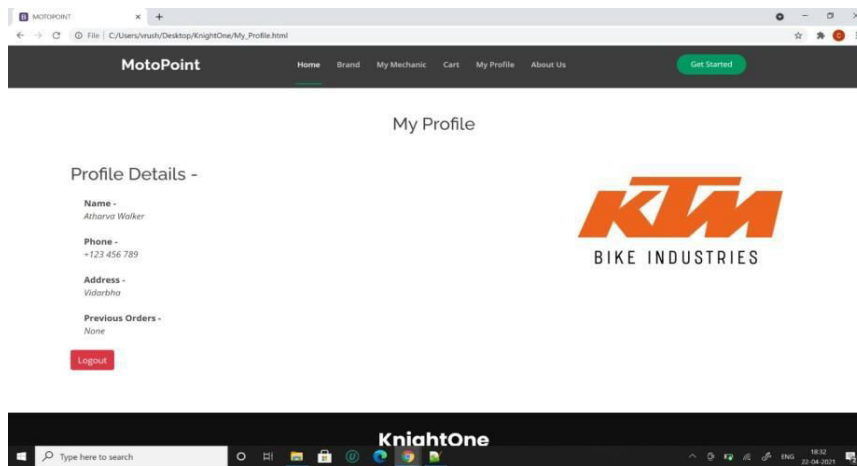 MOTOPOINT
File | C:/Users/vrush/Desktop/KnightOne/My_Profile.html
MotoPoint Home Brand My Mechanic Cart My Profile About Us Get Started
My Profile
Profile Details -
Name -
Atharva Walker
Phone -
+123 456 789
Address -
Vidarbha
Previous Orders -
None
Logout
KTM
BIKE INDUSTRIES
KnightOne
Type here to search
ENG
18:32
22-04-2021